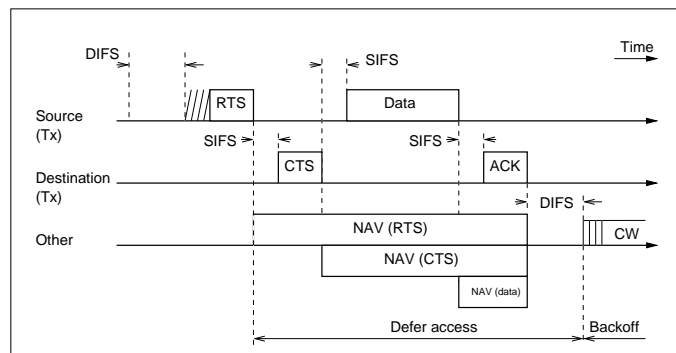 DIFS
SIFS
Time
RTS
Data
Source
(Tx)
SIFS
SIFS
CTS
ACK
Destination
(Tx)
DIFS
NAV (RTS)
Other
CW
NAV (CTS)
NAV (data)
Defer access
Backoff